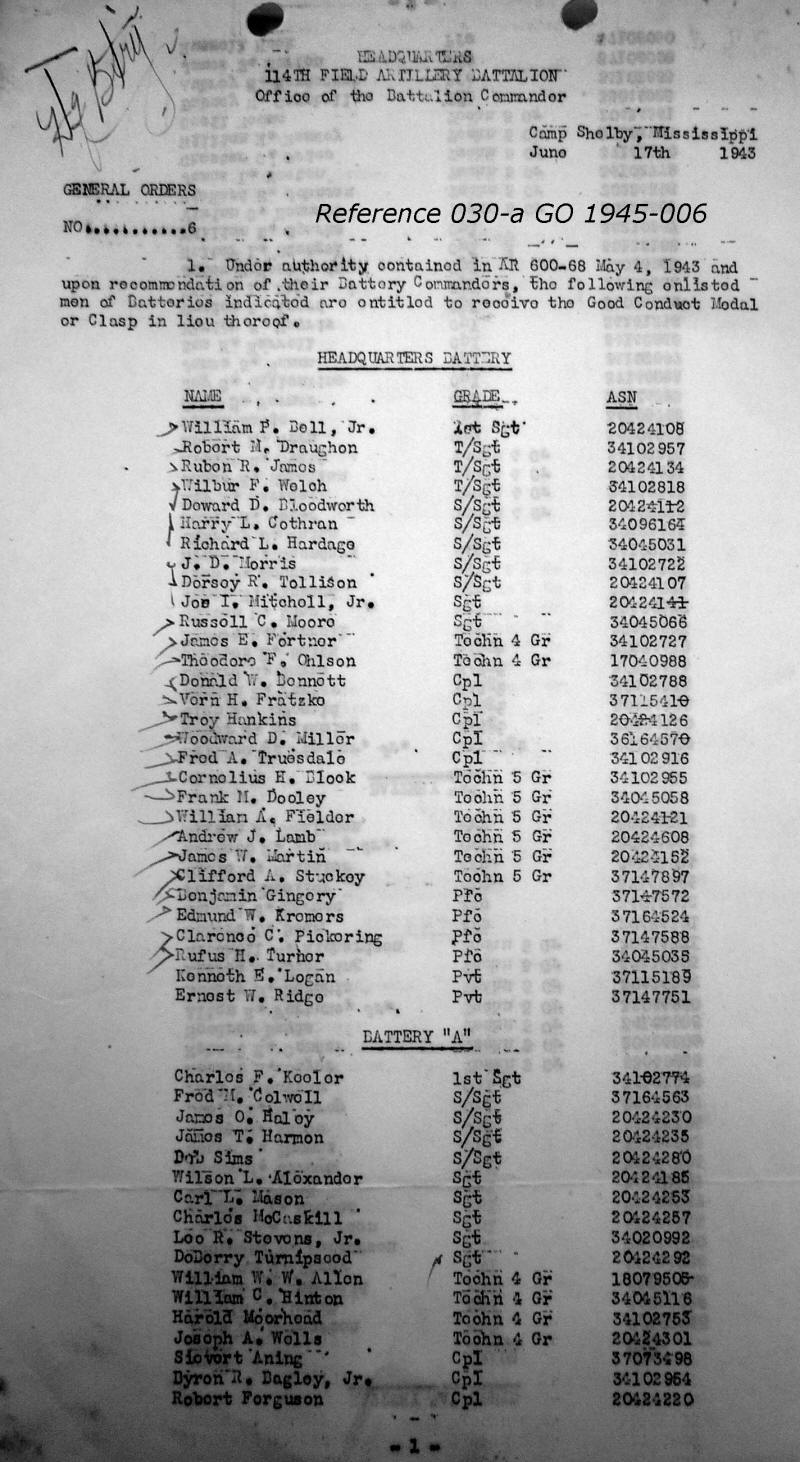 HEADQUARTERS
114TH FIELD ARTILLERY BATTALION
Office of the Battalion Commander
Camp Shelby, Mississippi
June 17th 1943
GENERAL ORDERS
NO...........6
Reference 030-a GO 1945-006
1. Under authority contained in AR 600-68 May 4, 1943 and
upon recommendation of their Battery Commanders, the following enlisted
men of Batteries indicated are entitled to receive the Good Conduct Medal
or Clasp in lieu thereof.
HEADQUARTERS BATTERY
NAME GRADE ASN
William P. Bell, Jr. 1st Sgt 20424108
Robert M. Draughon T/Sgt 34102957
Ruben R. James T/Sgt 20424134
Wilbur F. Welch T/Sgt 34102818
Doward D. Bloodworth S/Sgt 20424112
Harry L. Cothran S/Sgt 34096164
Richard L. Hardage S/Sgt 34045031
J. D. Morris S/Sgt 34102722
Dorsey R. Tollison S/Sgt 20424107
Joe I. Mitchell, Jr. Sgt 20424141
Russell C. Moore Sgt 34045066
James E. Fortner Techn 4 Gr 34102727
Theodore F. Ohlson Techn 4 Gr 17040988
Donald W. Bennett Cpl 34102788
Vern H. Fratzke Cpl 37115410
Troy Hankins Cpl 20424126
Woodward D. Miller Cpl 36164570
Fred A. Truesdale Cpl 34102916
Cornelius H. Blook Techn 5 Gr 34102965
Frank M. Dooley Techn 5 Gr 34045058
William A. Fielder Techn 5 Gr 20424121
Andrew J. Lamb Techn 5 Gr 20424608
James W. Martin Techn 5 Gr 20424152
Clifford A. Stuckey Techn 5 Gr 37147897
Benjamin Gingery Pfc 37147572
Edmund W. Kremers Pfc 37164524
Clarence C. Pickering Pfc 37147588
Rufus H. Turner Pfc 34045035
Kenneth E. Logan Pvt 37115189
Ernest W. Ridge Pvt 37147751
BATTERY "A"
Charles F. Keeler 1st Sgt 34102774
Fred M. Colwell S/Sgt 37164563
James O. Haley S/Sgt 20424230
James T. Harmon S/Sgt 20424235
Bob Sims S/Sgt 20424280
Wilson L. Alexander Sgt 20424185
Carl L. Mason Sgt 20424253
Charles McCaskill Sgt 20424257
Lee R. Stevens, Jr. Sgt 34020992
DeBerry Turnipseed Sgt 20424292
William W. W. Allen Techn 4 Gr 18079505
William C. Hinton Techn 4 Gr 34045116
Harold Moorhead Techn 4 Gr 34102753
Joseph A. Wells Techn 4 Gr 20424301
Sievert Aning Cpl 37073498
Byron R. Bagley, Jr. Cpl 34102964
Robert Ferguson Cpl 20424220
- 1 -